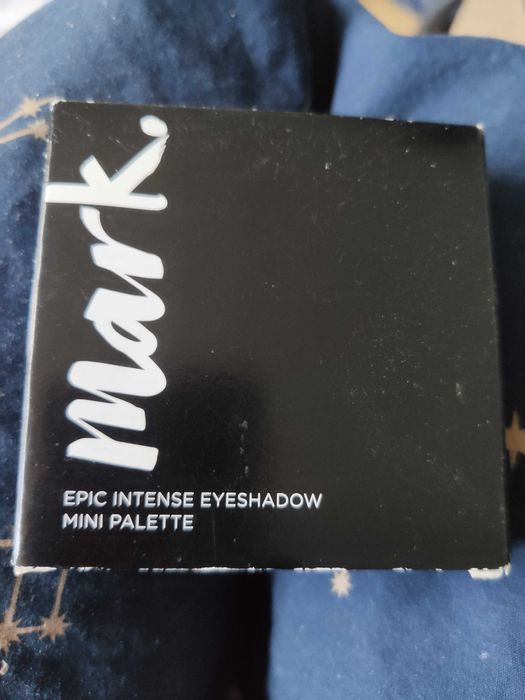 mark.
EPIC INTENSE EYESHADOW
MINI PALETTE